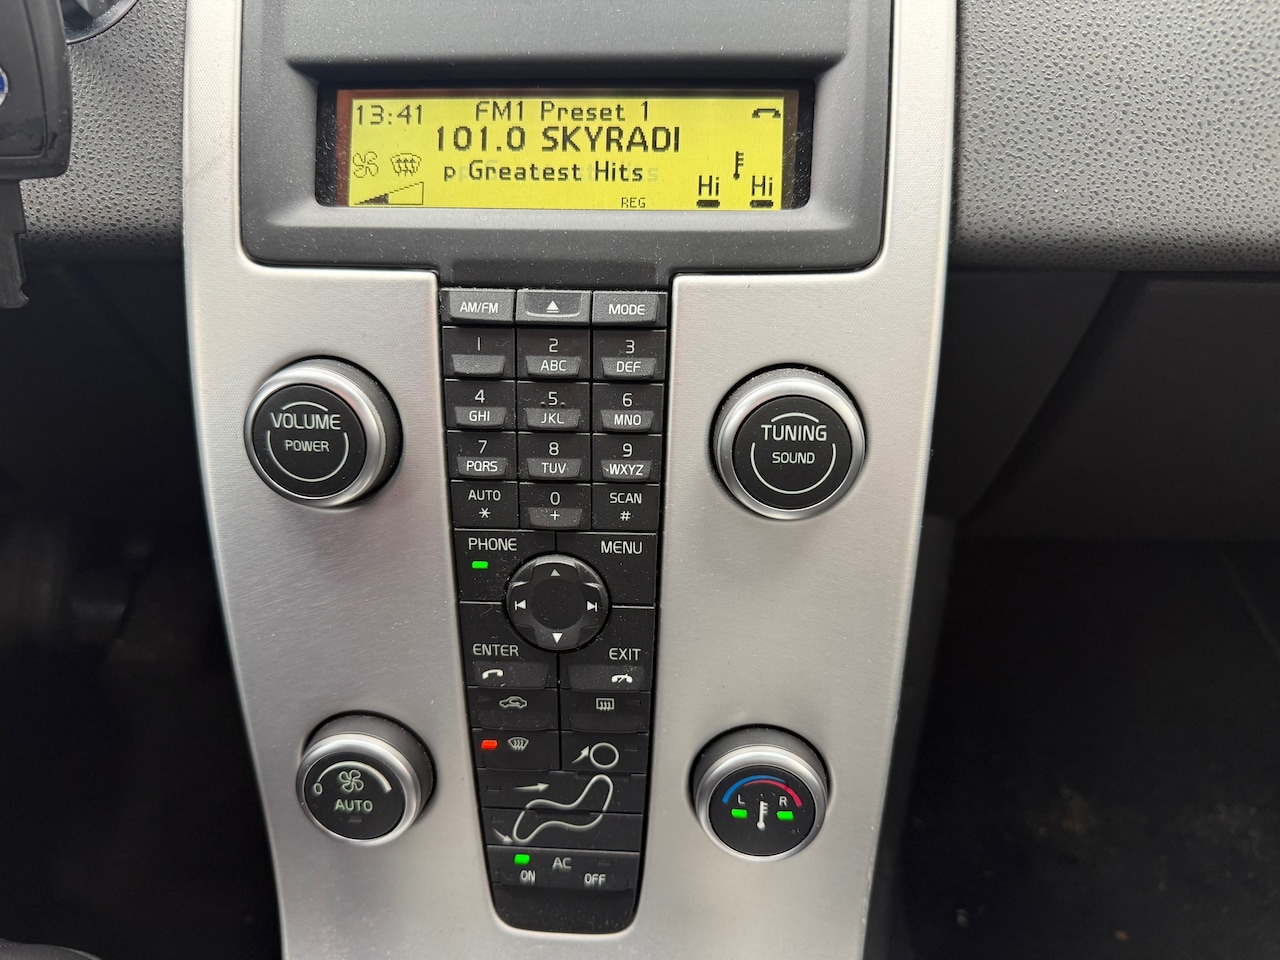 13:41 FM1 Preset 1
101.0 SKYRADI
p Greatest Hits
Hi Hi
REG
AM/FM MODE
1 2 3
ABC DEF
4 5 6
GHI JKL MNO
7 8 9
PQRS TUV WXYZ
AUTO 0 SCAN
* + #
VOLUME
POWER
TUNING
SOUND
PHONE MENU
ENTER EXIT
0
AUTO
L R
AC
ON OFF